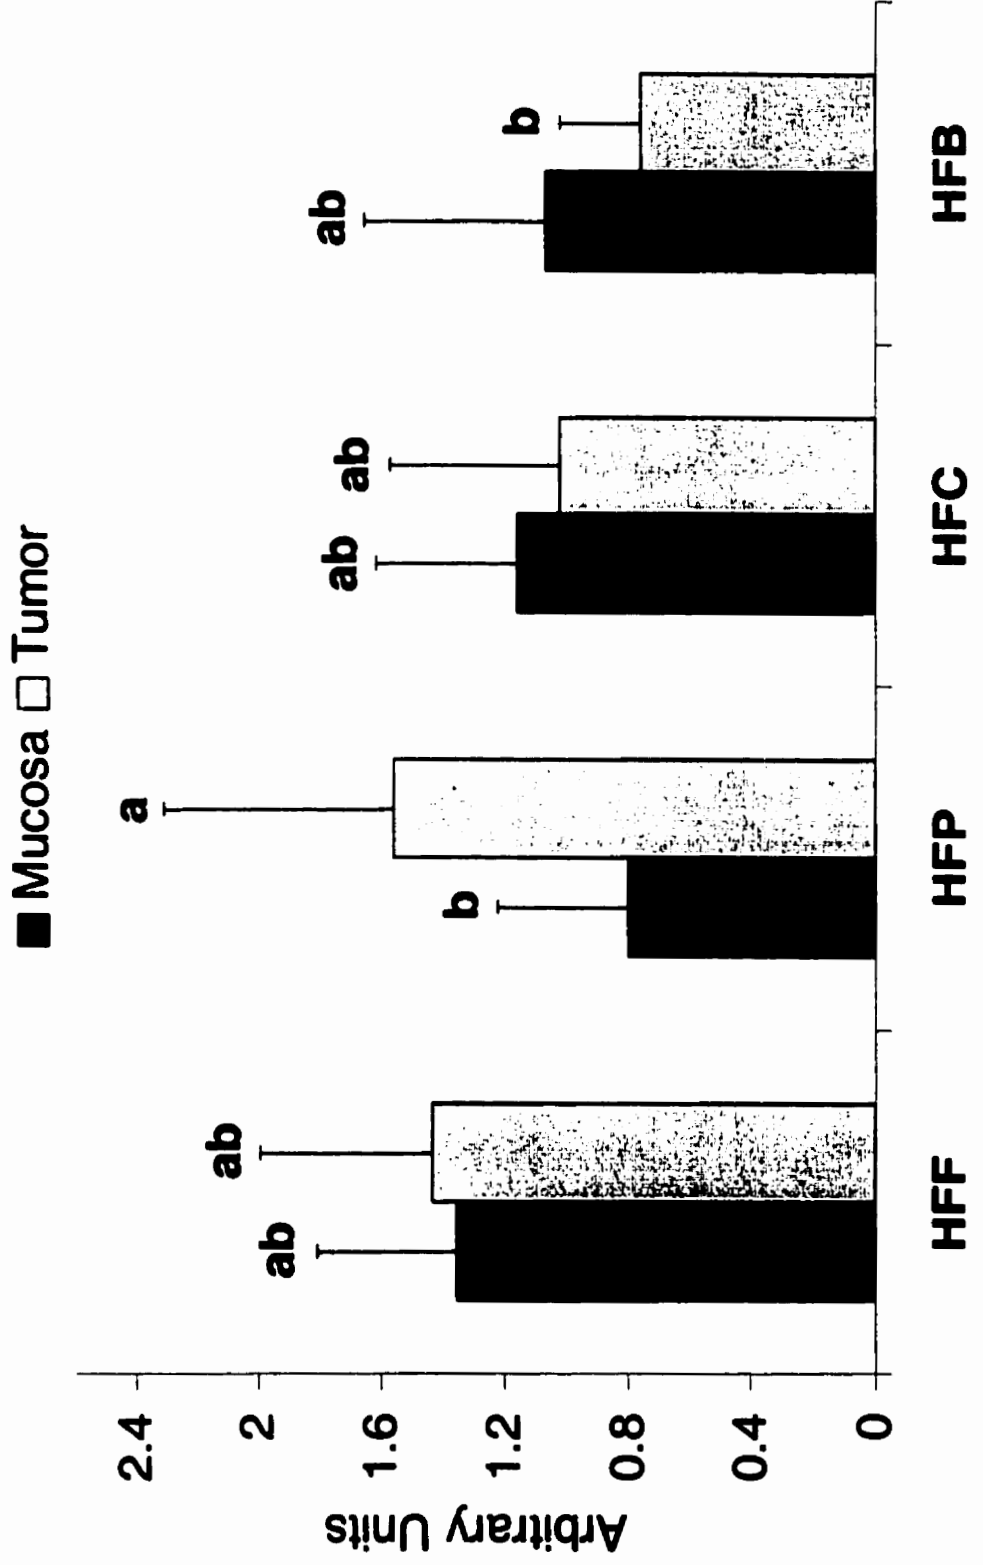 Mucosa Tumor
Arbitrary Units
2.4
2
1.6
1.2
0.8
0.4
0
ab
ab
b
a
ab
ab
ab
b
HFF
HFP
HFC
HFB